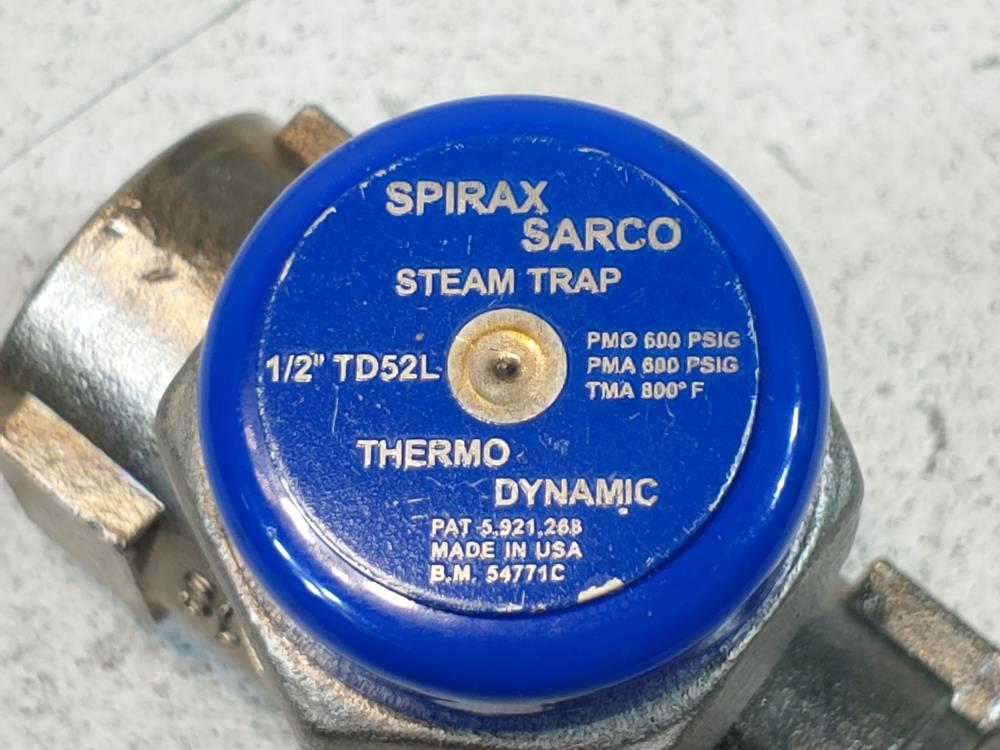 SPIRAX
SARCO
STEAM TRAP
1/2" TD52L
PMO 600 PSIG
PMA 600 PSIG
TMA 800° F
THERMO
DYNAMIC
PAT 5,921,268
MADE IN USA
B.M. 54771C